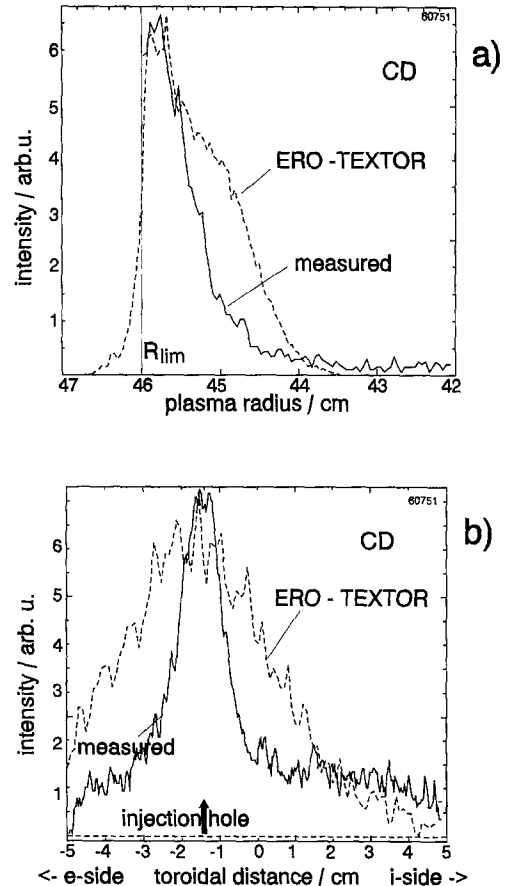 60751
CD
a)
6
5
4
3
2
1
intensity / arb.u.
ERO -TEXTOR
measured
Rlim
47 46 45 44 43 42
plasma radius / cm
60751
CD
b)
6
5
4
3
2
1
intensity / arb. u.
ERO - TEXTOR
measured
injection hole
-5 -4 -3 -2 -1 0 1 2 3 4 5
<- e-side toroidal distance / cm i-side ->